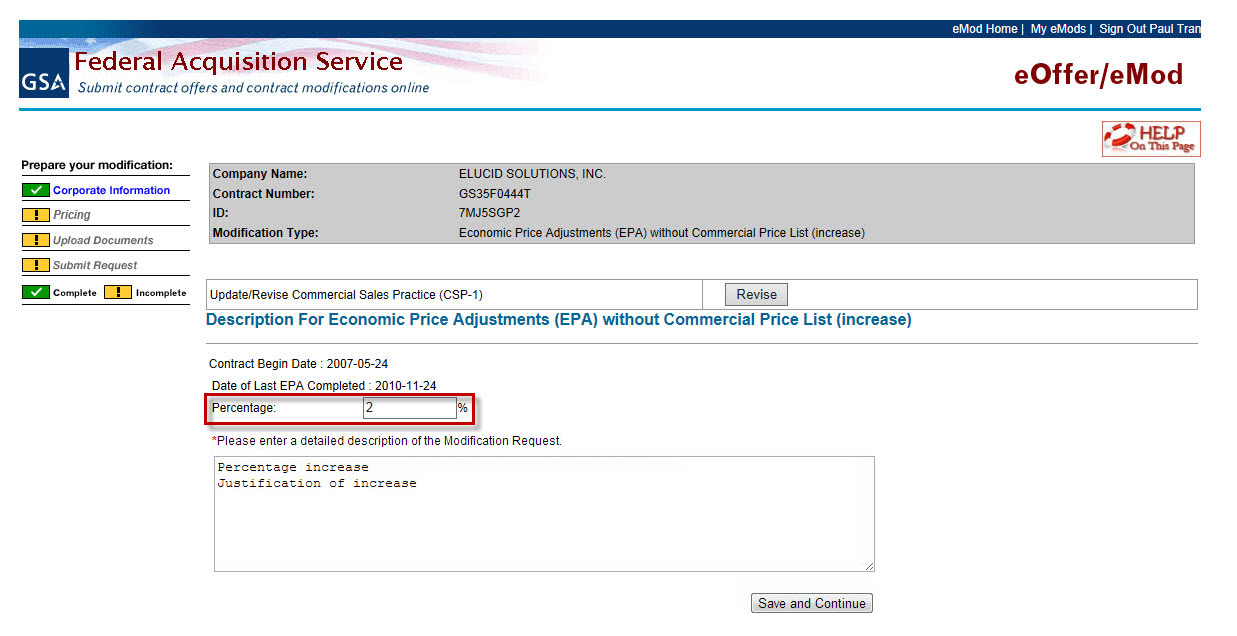 eMod Home | My eMods | Sign Out Paul Tran
GSA
Federal Acquisition Service
Submit contract offers and contract modifications online
eOffer/eMod
HELP
On This Page
Prepare your modification:
Corporate Information
Pricing
Upload Documents
Submit Request
Complete ! Incomplete
Company Name: ELUCID SOLUTIONS, INC.
Contract Number: GS35F0444T
ID: 7MJ5SGP2
Modification Type: Economic Price Adjustments (EPA) without Commercial Price List (increase)
Update/Revise Commercial Sales Practice (CSP-1) Revise
Description For Economic Price Adjustments (EPA) without Commercial Price List (increase)
Contract Begin Date : 2007-05-24
Date of Last EPA Completed : 2010-11-24
Percentage: 2 %
*Please enter a detailed description of the Modification Request.
Percentage increase
Justification of increase
Save and Continue